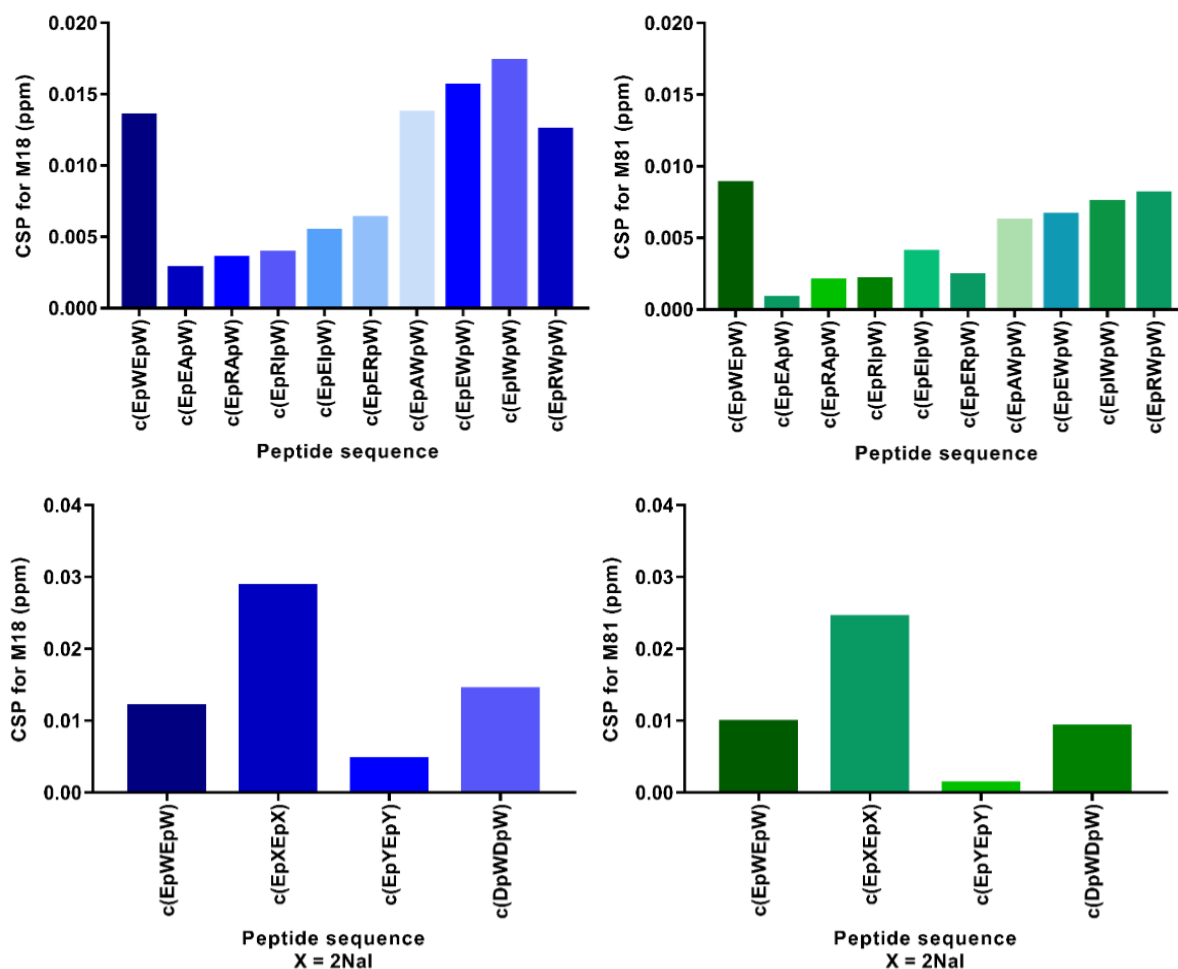 CSP for M18 (ppm)
0.020
0.015
0.010
0.005
0.000
c(EpWEpW)
c(EpEApW)
c(EpRApW)
c(EpRIpW)
c(EpEIpW)
c(EpERpW)
c(EpAWpW)
c(EpEWpW)
c(EpIWpW)
c(EpRWpW)
Peptide sequence
CSP for M81 (ppm)
0.020
0.015
0.010
0.005
0.000
c(EpWEpW)
c(EpEApW)
c(EpRApW)
c(EpRIpW)
c(EpEIpW)
c(EpERpW)
c(EpAWpW)
c(EpEWpW)
c(EpIWpW)
c(EpRWpW)
Peptide sequence
CSP for M18 (ppm)
0.04
0.03
0.02
0.01
0.00
c(EpWEpW)
c(EpXEpX)
c(EpYEpY)
c(DpWDpW)
Peptide sequence
X = 2Nal
CSP for M81 (ppm)
0.04
0.03
0.02
0.01
0.00
c(EpWEpW)
c(EpXEpX)
c(EpYEpY)
c(DpWDpW)
Peptide sequence
X = 2Nal